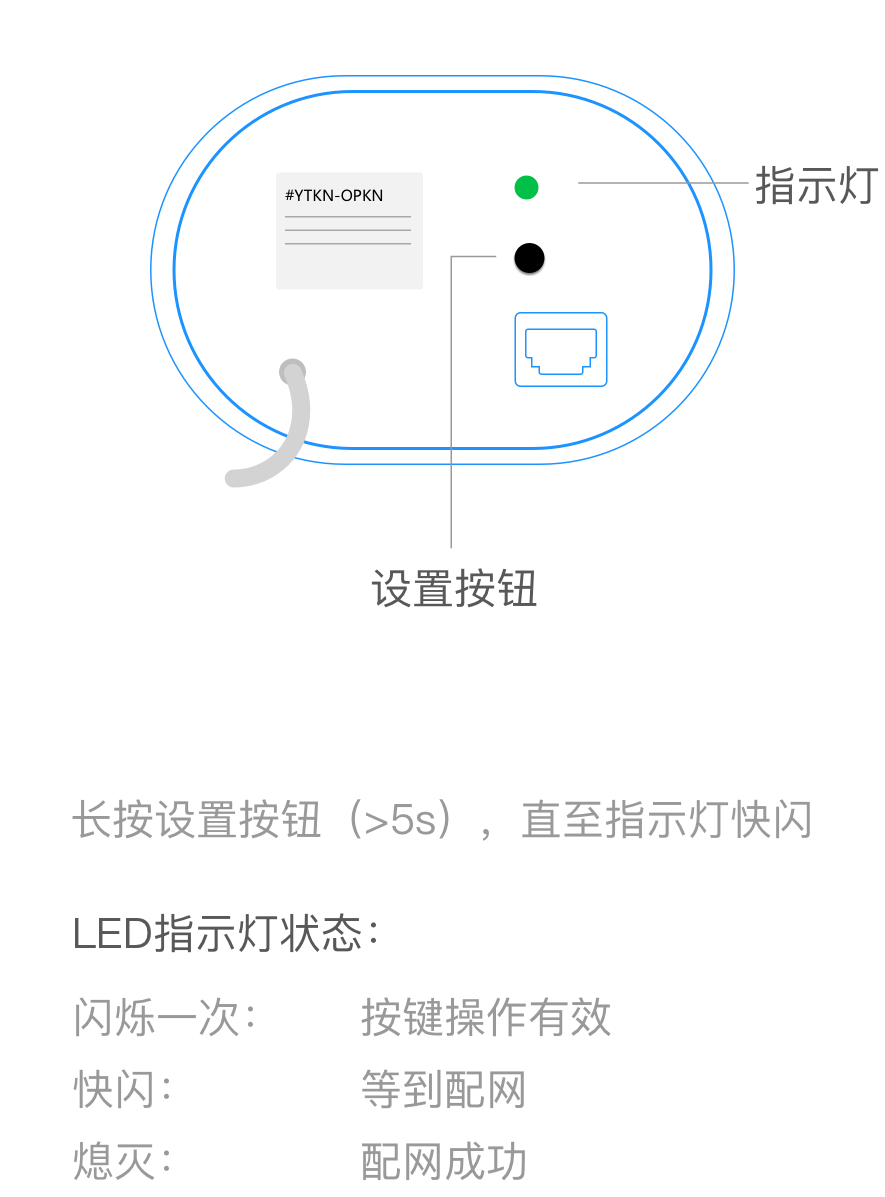 #YTKN-OPKN
指示灯
设置按钮
长按设置按钮（>5s），直至指示灯快闪
LED指示灯状态：
闪烁一次： 按键操作有效
快闪： 等到配网
熄灭： 配网成功